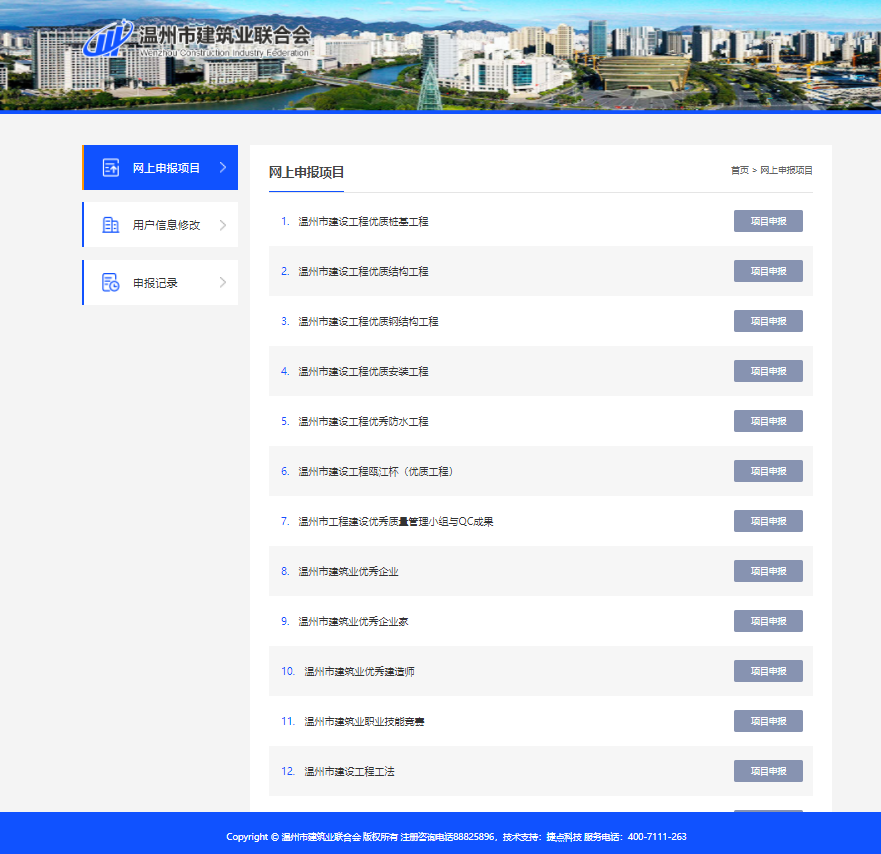 温州市建筑业联合会
Wenzhou Construction Industry Federation
网上申报项目
用户信息修改
申报记录
网上申报项目
首页 > 网上申报项目
1. 温州市建设工程优质桩基工程 项目申报
2. 温州市建设工程优质结构工程 项目申报
3. 温州市建设工程优质钢结构工程 项目申报
4. 温州市建设工程优质安装工程 项目申报
5. 温州市建设工程优秀防水工程 项目申报
6. 温州市建设工程瓯江杯（优质工程） 项目申报
7. 温州市工程建设优秀质量管理小组与QC成果 项目申报
8. 温州市建筑业优秀企业 项目申报
9. 温州市建筑业优秀企业家 项目申报
10. 温州市建筑业优秀建造师 项目申报
11. 温州市建筑业职业技能竞赛 项目申报
12. 温州市建设工程工法 项目申报
Copyright © 温州市建筑业联合会 版权所有 注册咨询电话88825896，技术支持：捷点科技 服务电话：400-7111-263